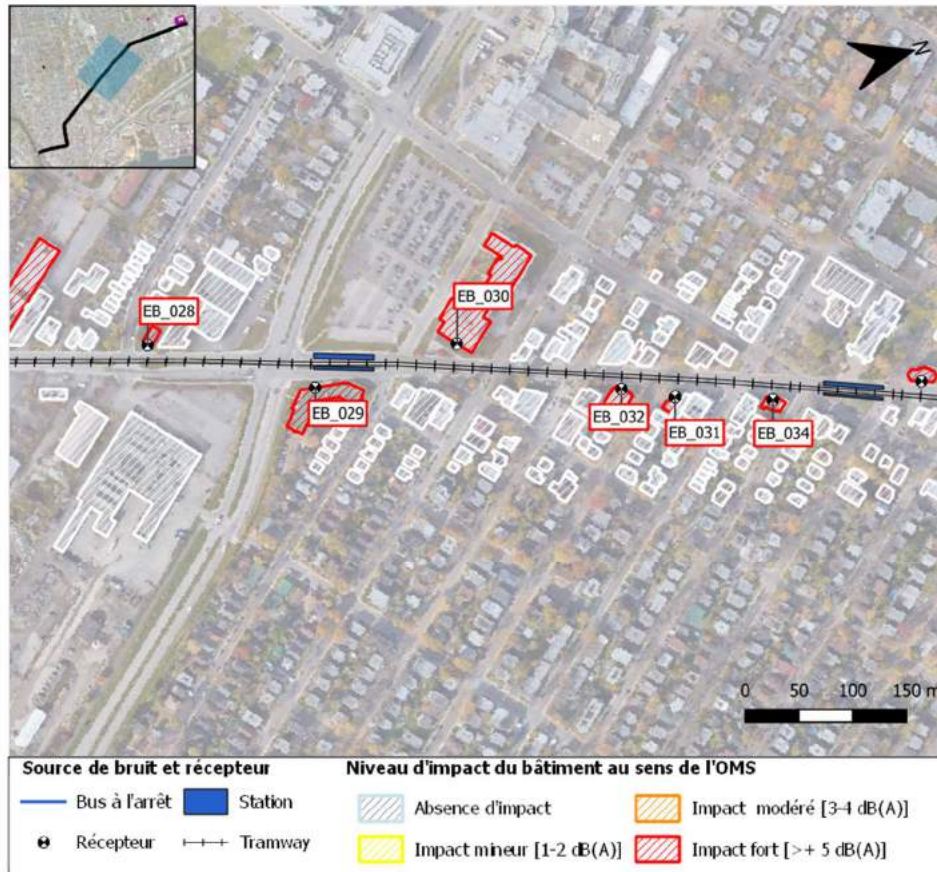 N
EB_028
EB_030
EB_029
EB_032
EB_031
EB_034
0 50 100 150 m
Source de bruit et récepteur
Bus à l'arrêt
Station
Récepteur
Tramway
Niveau d'impact du bâtiment au sens de l'OMS
Absence d'impact
Impact modéré [3-4 dB(A)]
Impact mineur [1-2 dB(A)]
Impact fort [>+ 5 dB(A)]